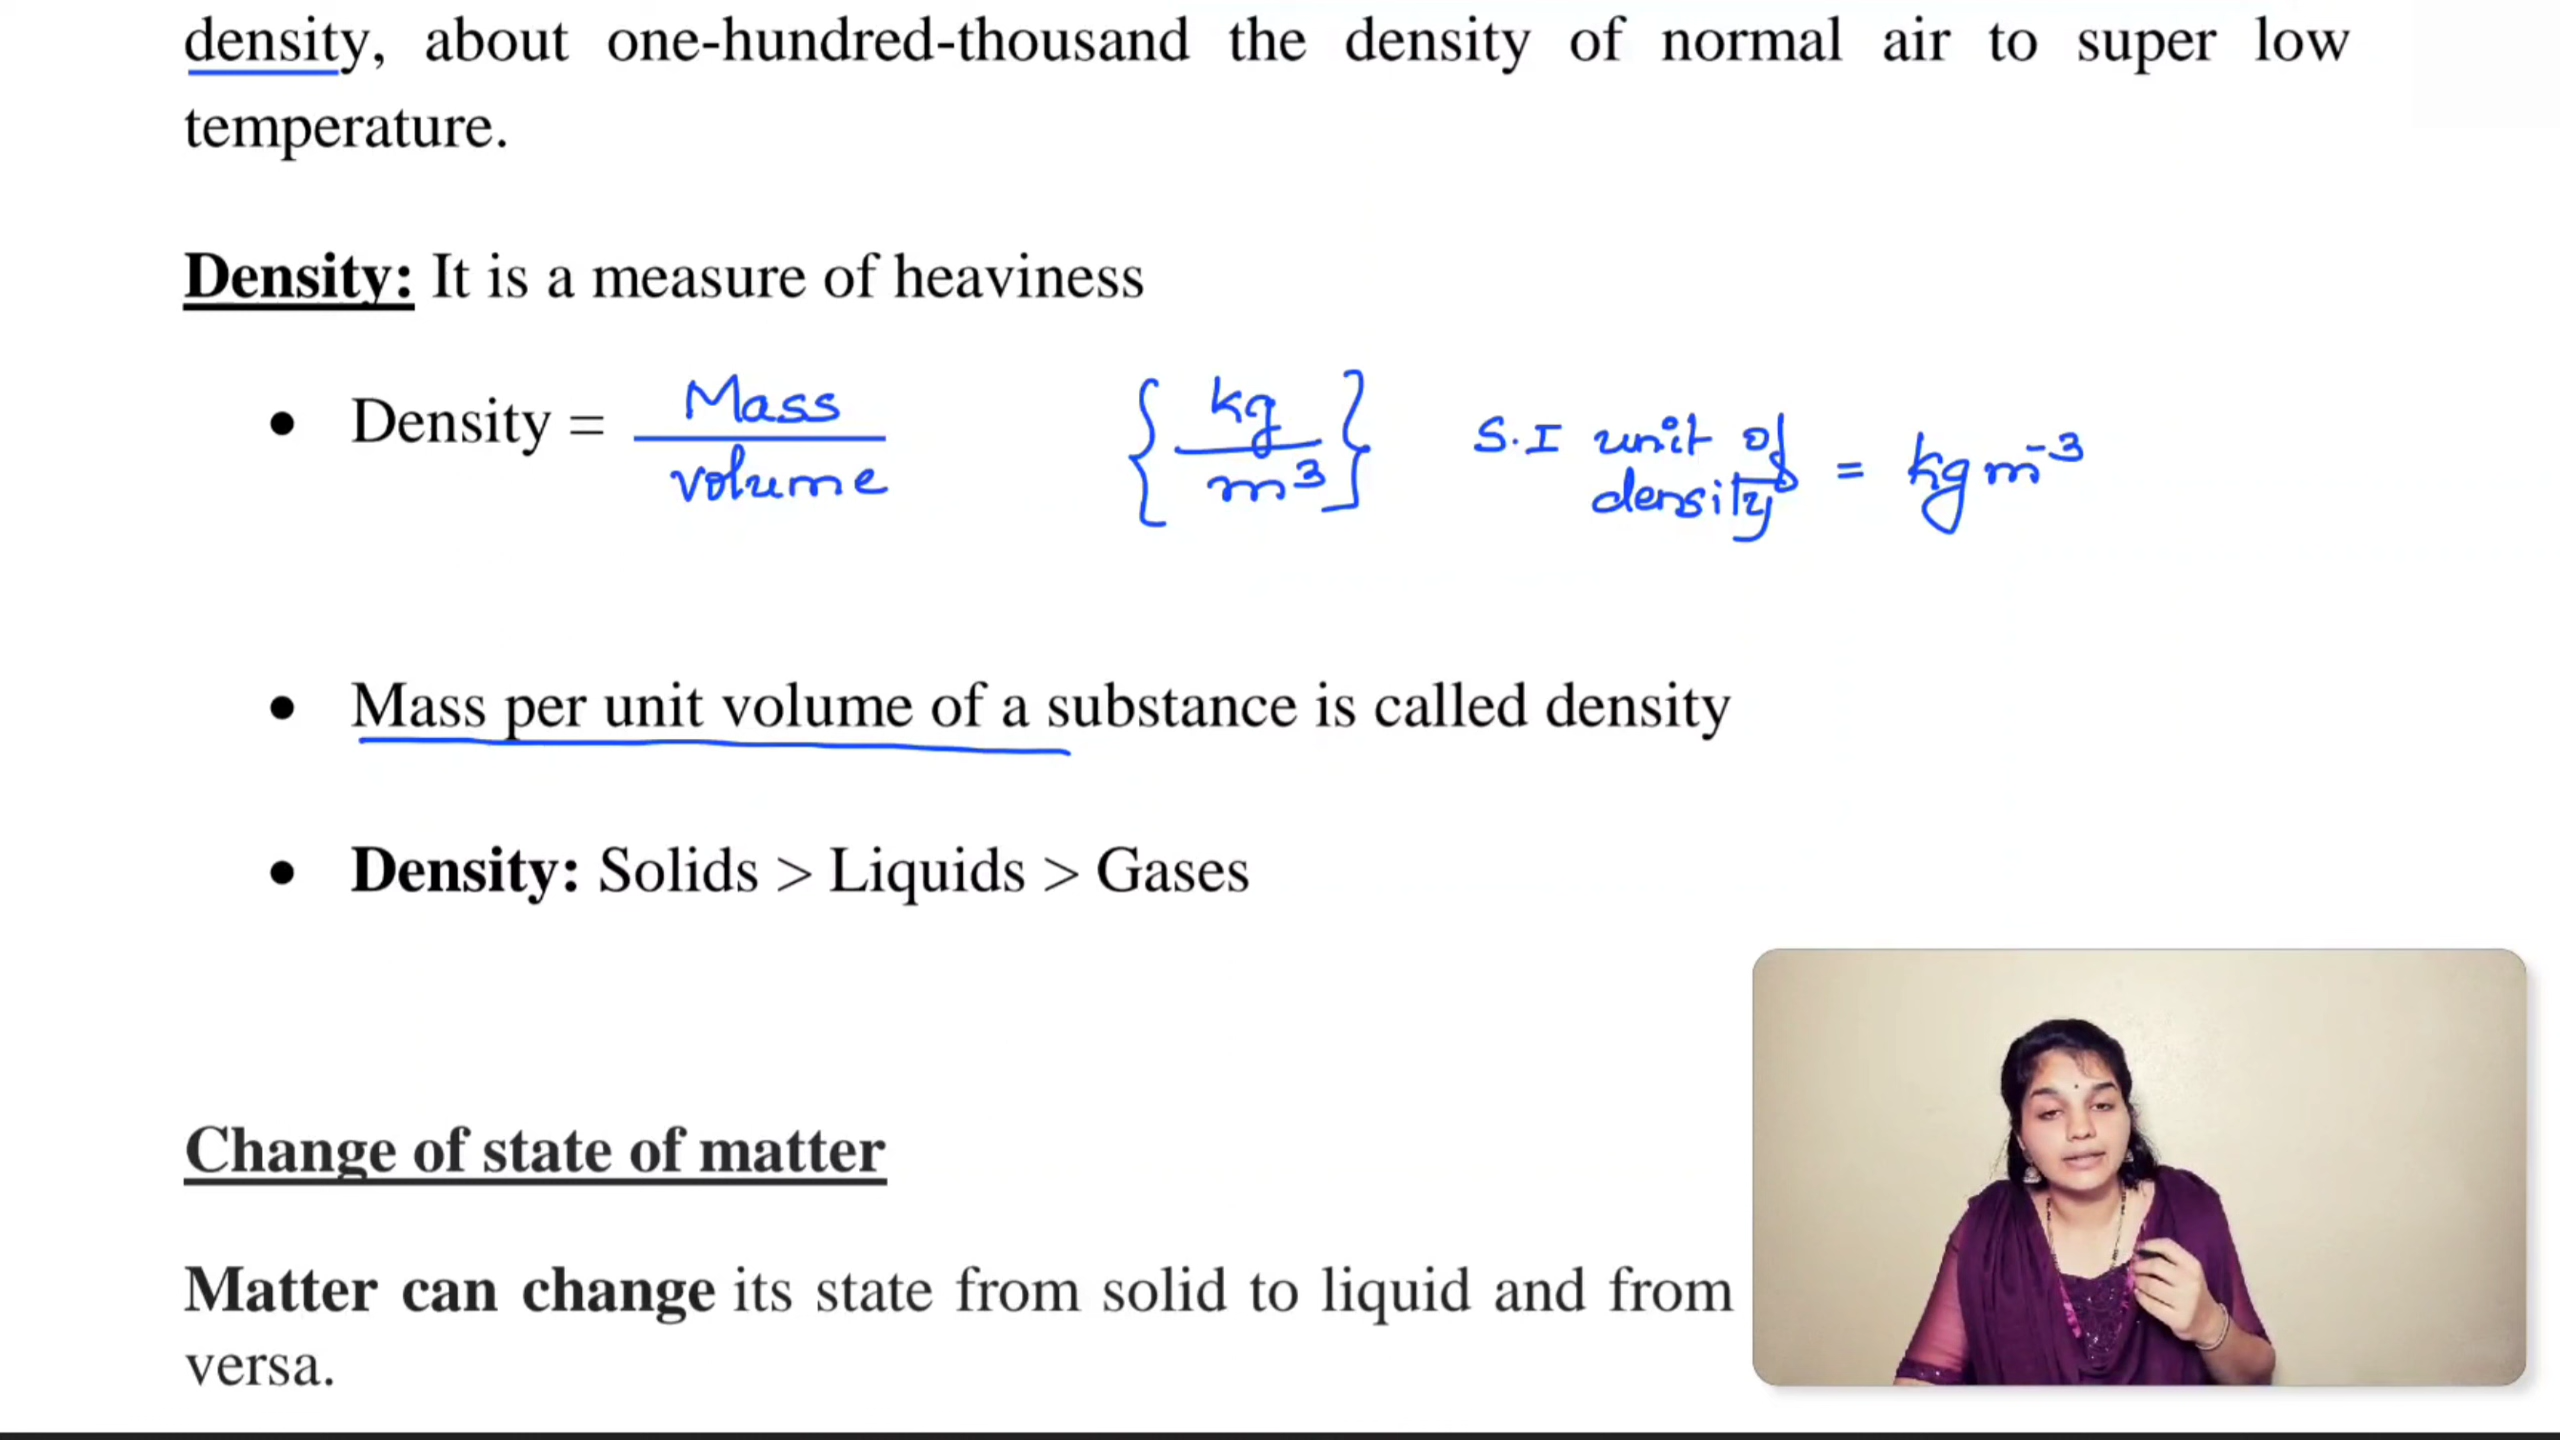 density, about one-hundred-thousand the density of normal air to super low
temperature.
Density: It is a measure of heaviness
• Density = Mass / volume { kg / m³ } S.I unit of density = kg m⁻³
• Mass per unit volume of a substance is called density
• Density: Solids > Liquids > Gases
Change of state of matter
Matter can change its state from solid to liquid and from
versa.